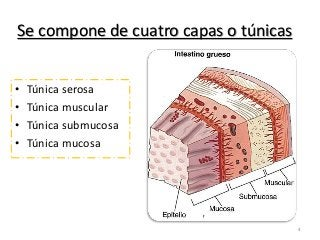 Se compone de cuatro capas o túnicas
Intestino grueso
• Túnica serosa
• Túnica muscular
• Túnica submucosa
• Túnica mucosa
Muscular
Submucosa
Mucosa
Epitelio